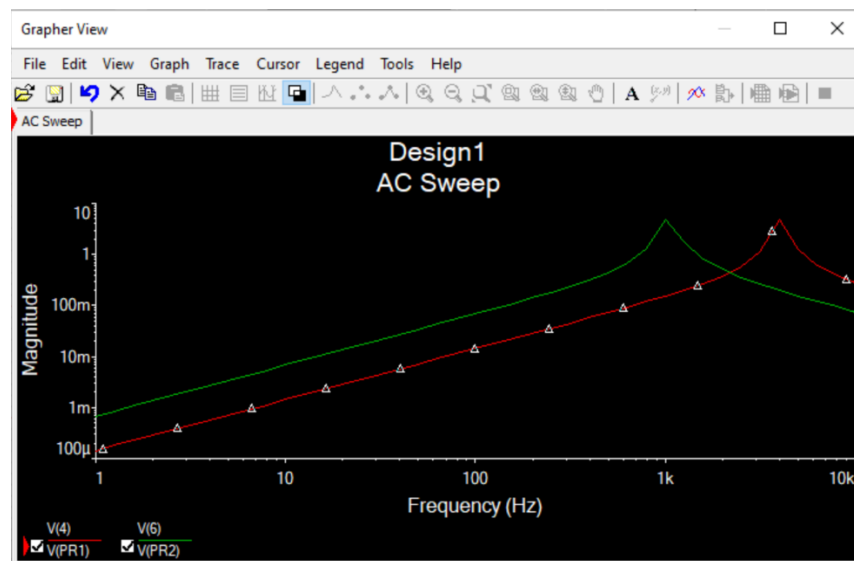 Grapher View
File Edit View Graph Trace Cursor Legend Tools Help
A
AC Sweep
Design1
AC Sweep
Magnitude
10
1
100m
10m
1m
100µ
1 10 100 1k 10k
Frequency (Hz)
V(4) V(6)
V(PR1) V(PR2)